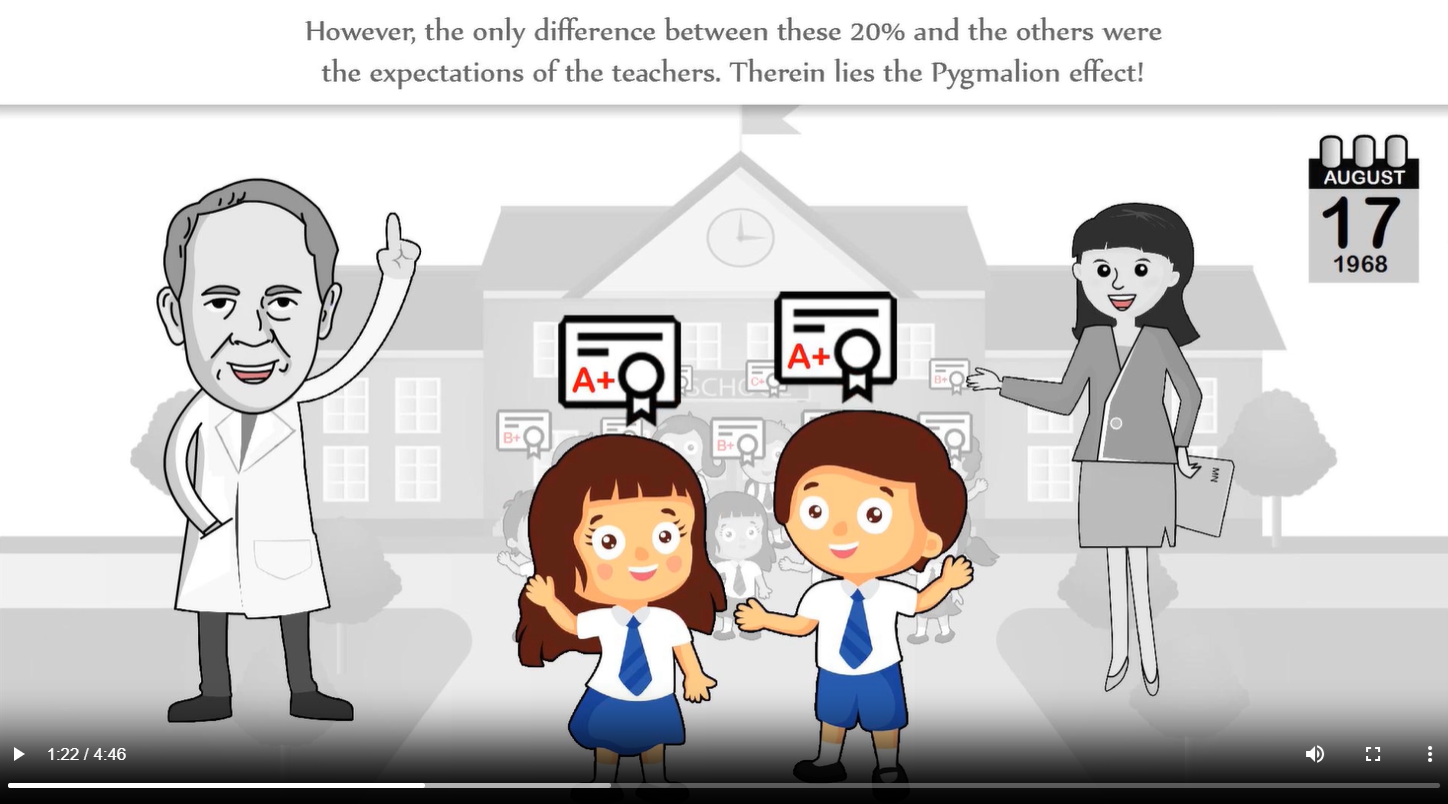 However, the only difference between these 20% and the others were
the expectations of the teachers. Therein lies the Pygmalion effect!
AUGUST
17
1968
A+
A+
C+
B+
B+
B+
MN
1:22 / 4:46